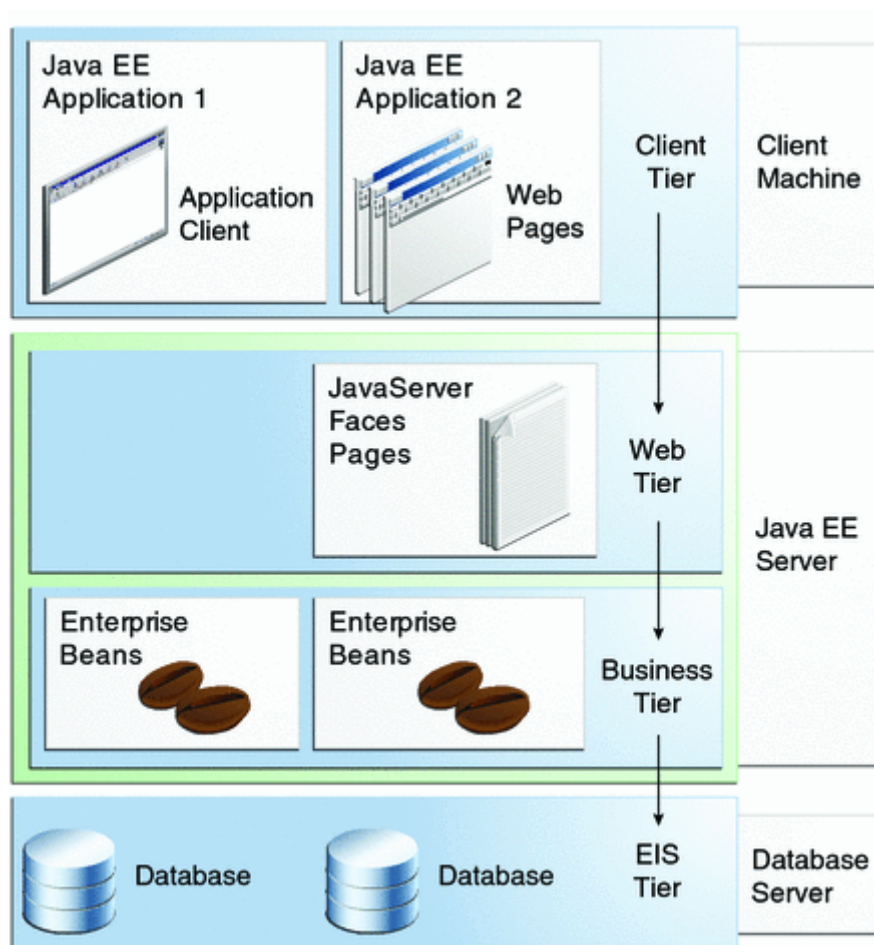 Java EE
Application 1
Application
Client
Java EE
Application 2
Web
Pages
Client
Tier
Client
Machine
JavaServer
Faces
Pages
Web
Tier
Java EE
Server
Enterprise
Beans
Enterprise
Beans
Business
Tier
Database
Database
EIS
Tier
Database
Server